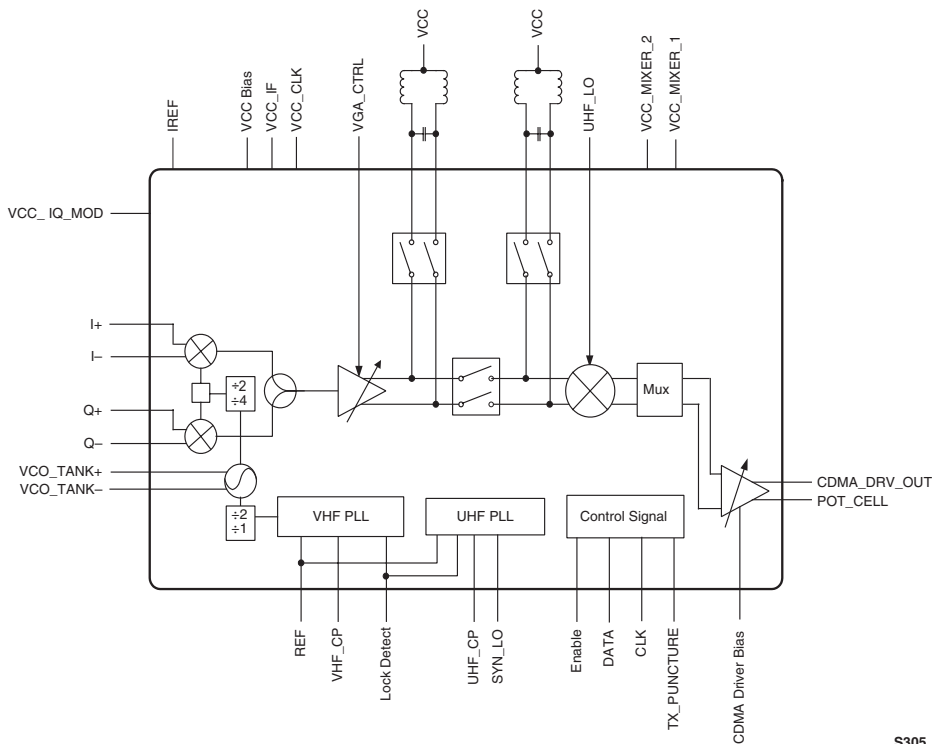 VCC
VCC
IREF
VCC Bias
VCC_IF
VCC_CLK
VGA_CTRL
UHF_LO
VCC_MIXER_2
VCC_MIXER_1
VCC_ IQ_MOD
I+
I–
Q+
Q–
÷2
÷4
Mux
VCO_TANK+
VCO_TANK–
÷2
÷1
VHF PLL
UHF PLL
Control Signal
CDMA_DRV_OUT
POT_CELL
REF
VHF_CP
Lock Detect
UHF_CP
SYN_LO
Enable
DATA
CLK
TX_PUNCTURE
CDMA Driver Bias
S305